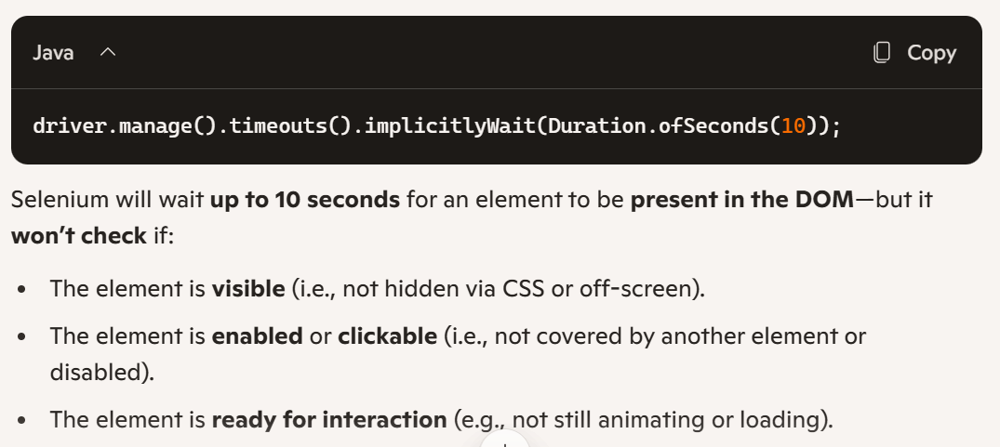 Java
Copy
driver.manage().timeouts().implicitlyWait(Duration.ofSeconds(10));
Selenium will wait up to 10 seconds for an element to be present in the DOM—but it
won’t check if:
• The element is visible (i.e., not hidden via CSS or off-screen).
• The element is enabled or clickable (i.e., not covered by another element or
disabled).
• The element is ready for interaction (e.g., not still animating or loading).